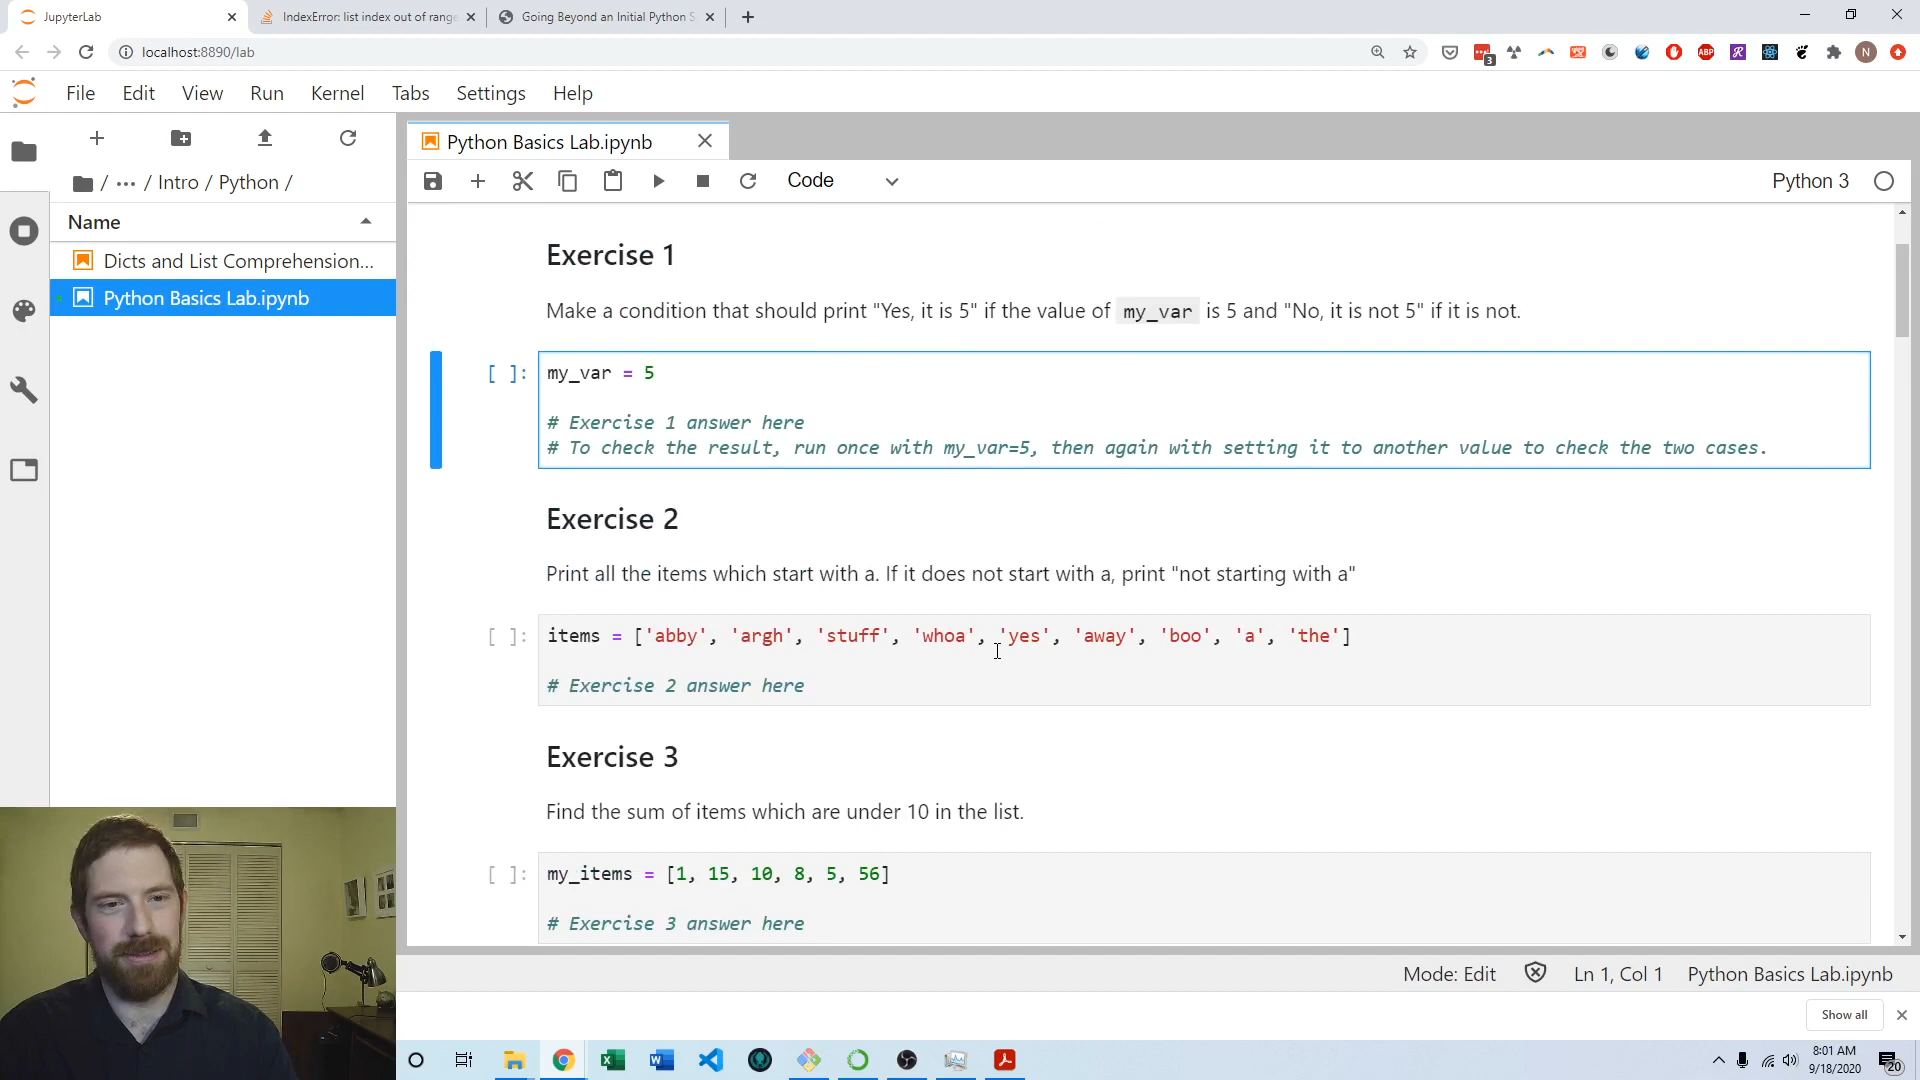 JupyterLab
IndexError: list index out of range
Going Beyond an Initial Python S
localhost:8890/lab
3
ABP
R
N
File Edit View Run Kernel Tabs Settings Help
Python Basics Lab.ipynb
/ ··· / Intro / Python /
Code
Python 3
Name
Dicts and List Comprehension...
Python Basics Lab.ipynb
Exercise 1
Make a condition that should print "Yes, it is 5" if the value of my_var is 5 and "No, it is not 5" if it is not.
[ ]: my_var = 5
# Exercise 1 answer here
# To check the result, run once with my_var=5, then again with setting it to another value to check the two cases.
Exercise 2
Print all the items which start with a. If it does not start with a, print "not starting with a"
[ ]: items = ['abby', 'argh', 'stuff', 'whoa', 'yes', 'away', 'boo', 'a', 'the']
# Exercise 2 answer here
Exercise 3
Find the sum of items which are under 10 in the list.
[ ]: my_items = [1, 15, 10, 8, 5, 56]
# Exercise 3 answer here
Mode: Edit Ln 1, Col 1 Python Basics Lab.ipynb
Show all
8:01 AM
9/18/2020
20